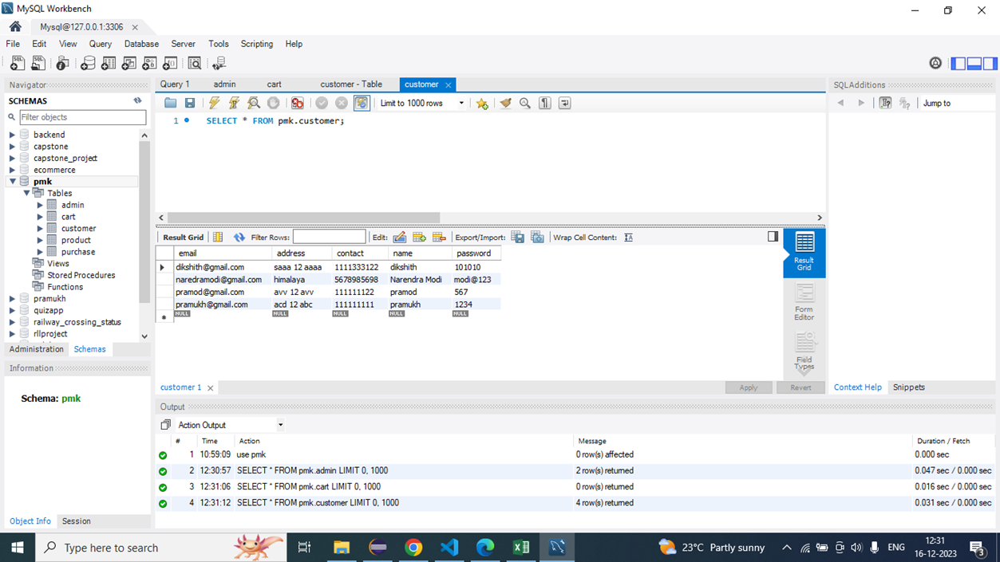 MySQL Workbench
Mysql@127.0.0.1:3306
File Edit View Query Database Server Tools Scripting Help
Navigator
SCHEMAS
Filter objects
backend
capstone
capstone_project
ecommerce
pmk
Tables
admin
cart
customer
product
purchase
Views
Stored Procedures
Functions
pramukh
quizapp
railway_crossing_status
rllproject
Administration Schemas
Information
Schema: pmk
Object Info Session
Query 1 admin cart customer - Table customer
Limit to 1000 rows
1 SELECT * FROM pmk.customer;
Result Grid Filter Rows: Edit: Export/Import: Wrap Cell Content:
email address contact name password
dikshith@gmail.com saaa 12 aaaa 1111333122 dikshith 101010
naredramodi@gmail.com himalaya 5678985698 Narendra Modi modi@123
pramod@gmail.com avv 12 avv 111111122 pramod 567
pramukh@gmail.com acd 12 abc 111111111 pramukh 1234
NULL NULL NULL NULL NULL
Result Grid
Form Editor
Field Types
customer 1
Apply Revert
SQLAdditions
Jump to
Context Help Snippets
Output
Action Output
# Time Action Message Duration / Fetch
1 10:59:09 use pmk 0 row(s) affected 0.000 sec
2 12:30:57 SELECT * FROM pmk.admin LIMIT 0, 1000 2 row(s) returned 0.047 sec / 0.000 sec
3 12:31:06 SELECT * FROM pmk.cart LIMIT 0, 1000 0 row(s) returned 0.016 sec / 0.000 sec
4 12:31:12 SELECT * FROM pmk.customer LIMIT 0, 1000 4 row(s) returned 0.031 sec / 0.000 sec
Type here to search
23°C Partly sunny
ENG
12:31
16-12-2023
3